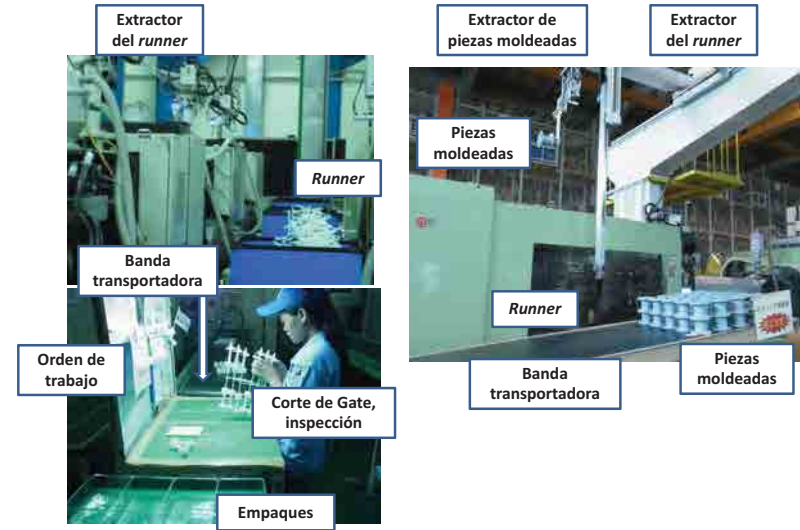 Extractor
del runner
Extractor de
piezas moldeadas
Extractor
del runner
Piezas
moldeadas
Runner
Banda
transportadora
Runner
Orden de
trabajo
Corte de Gate,
inspección
Banda
transportadora
Piezas
moldeadas
Empaques